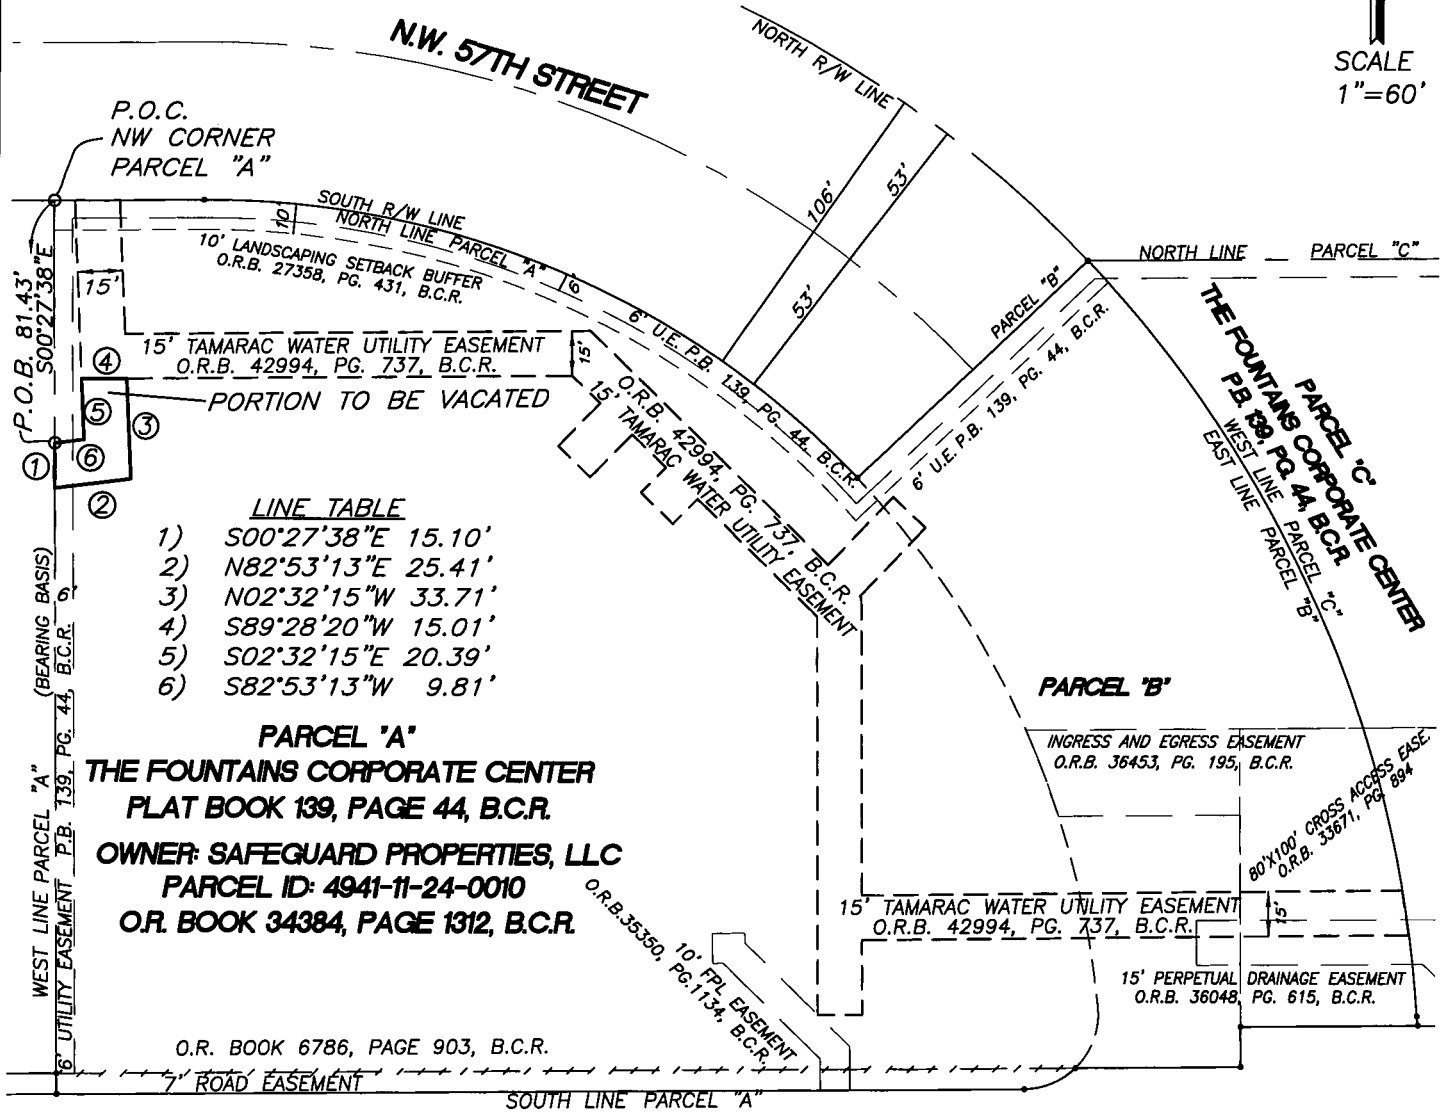 N.W. 57TH STREET
NORTH R/W LINE
SCALE
1"=60'
P.O.C.
NW CORNER
PARCEL "A"
106'
53'
53'
SOUTH R/W LINE
NORTH LINE PARCEL "A"
10'
10' LANDSCAPING SETBACK BUFFER
O.R.B. 27358, PG. 431, B.C.R.
6'
6' U.E. P.B. 139, PG. 44, B.C.R.
PARCEL "B"
6' U.E. P.B. 139, PG. 44, B.C.R.
NORTH LINE PARCEL "C"
PARCEL "C"
THE FOUNTAINS CORPORATE CENTER
P.B. 139, PG. 44, B.C.R.
WEST LINE PARCEL "C"
EAST LINE PARCEL "B"
P.O.B. 81.43'
S00°27'38"E
15'
15' TAMARAC WATER UTILITY EASEMENT
O.R.B. 42994, PG. 737, B.C.R.
15'
4
PORTION TO BE VACATED
5
3
6
1
2
O.R.B. 42994, PG. 737, B.C.R.
15' TAMARAC WATER UTILITY EASEMENT
LINE TABLE
1) S00°27'38"E 15.10'
2) N82°53'13"E 25.41'
3) N02°32'15"W 33.71'
4) S89°28'20"W 15.01'
5) S02°32'15"E 20.39'
6) S82°53'13"W 9.81'
(BEARING BASIS)
6'
WEST LINE PARCEL "A"
6' UTILITY EASEMENT P.B. 139, PG. 44, B.C.R.
PARCEL "A"
THE FOUNTAINS CORPORATE CENTER
PLAT BOOK 139, PAGE 44, B.C.R.
OWNER: SAFEGUARD PROPERTIES, LLC
PARCEL ID: 4941-11-24-0010
O.R. BOOK 34384, PAGE 1312, B.C.R.
PARCEL "B"
INGRESS AND EGRESS EASEMENT
O.R.B. 36453, PG. 195, B.C.R.
80'X100' CROSS ACCESS EASE.
O.R.B. 33671, PG. 894
15' TAMARAC WATER UTILITY EASEMENT
O.R.B. 42994, PG. 737, B.C.R.
15'
15' PERPETUAL DRAINAGE EASEMENT
O.R.B. 36048, PG. 615, B.C.R.
O.R.B.35350, PG.1134, B.C.R.
10' FPL EASEMENT
O.R. BOOK 6786, PAGE 903, B.C.R.
7' ROAD EASEMENT
SOUTH LINE PARCEL "A"